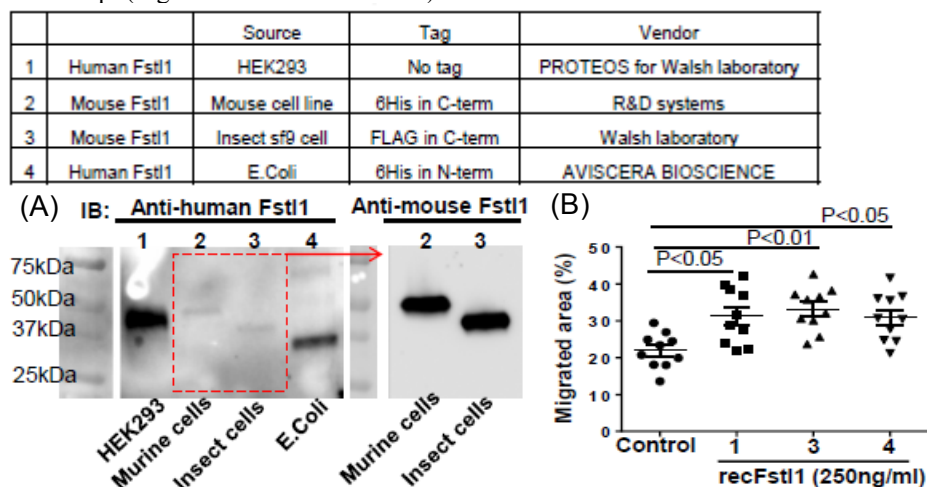 Source Tag Vendor
1 Human Fstl1 HEK293 No tag PROTEOS for Walsh laboratory
2 Mouse Fstl1 Mouse cell line 6His in C-term R&D systems
3 Mouse Fstl1 Insect sf9 cell FLAG in C-term Walsh laboratory
4 Human Fstl1 E.Coli 6His in N-term AVISCERA BIOSCIENCE
(A) IB: Anti-human Fstl1 Anti-mouse Fstl1
1 2 3 4 2 3
75kDa
50kDa
37kDa
25kDa
HEK293 Murine cells Insect cells E.Coli Murine cells Insect cells
(B)
P<0.05
P<0.01
P<0.05
Migrated area (%)
50
40
30
20
10
0
Control 1 3 4
recFstl1 (250ng/ml)